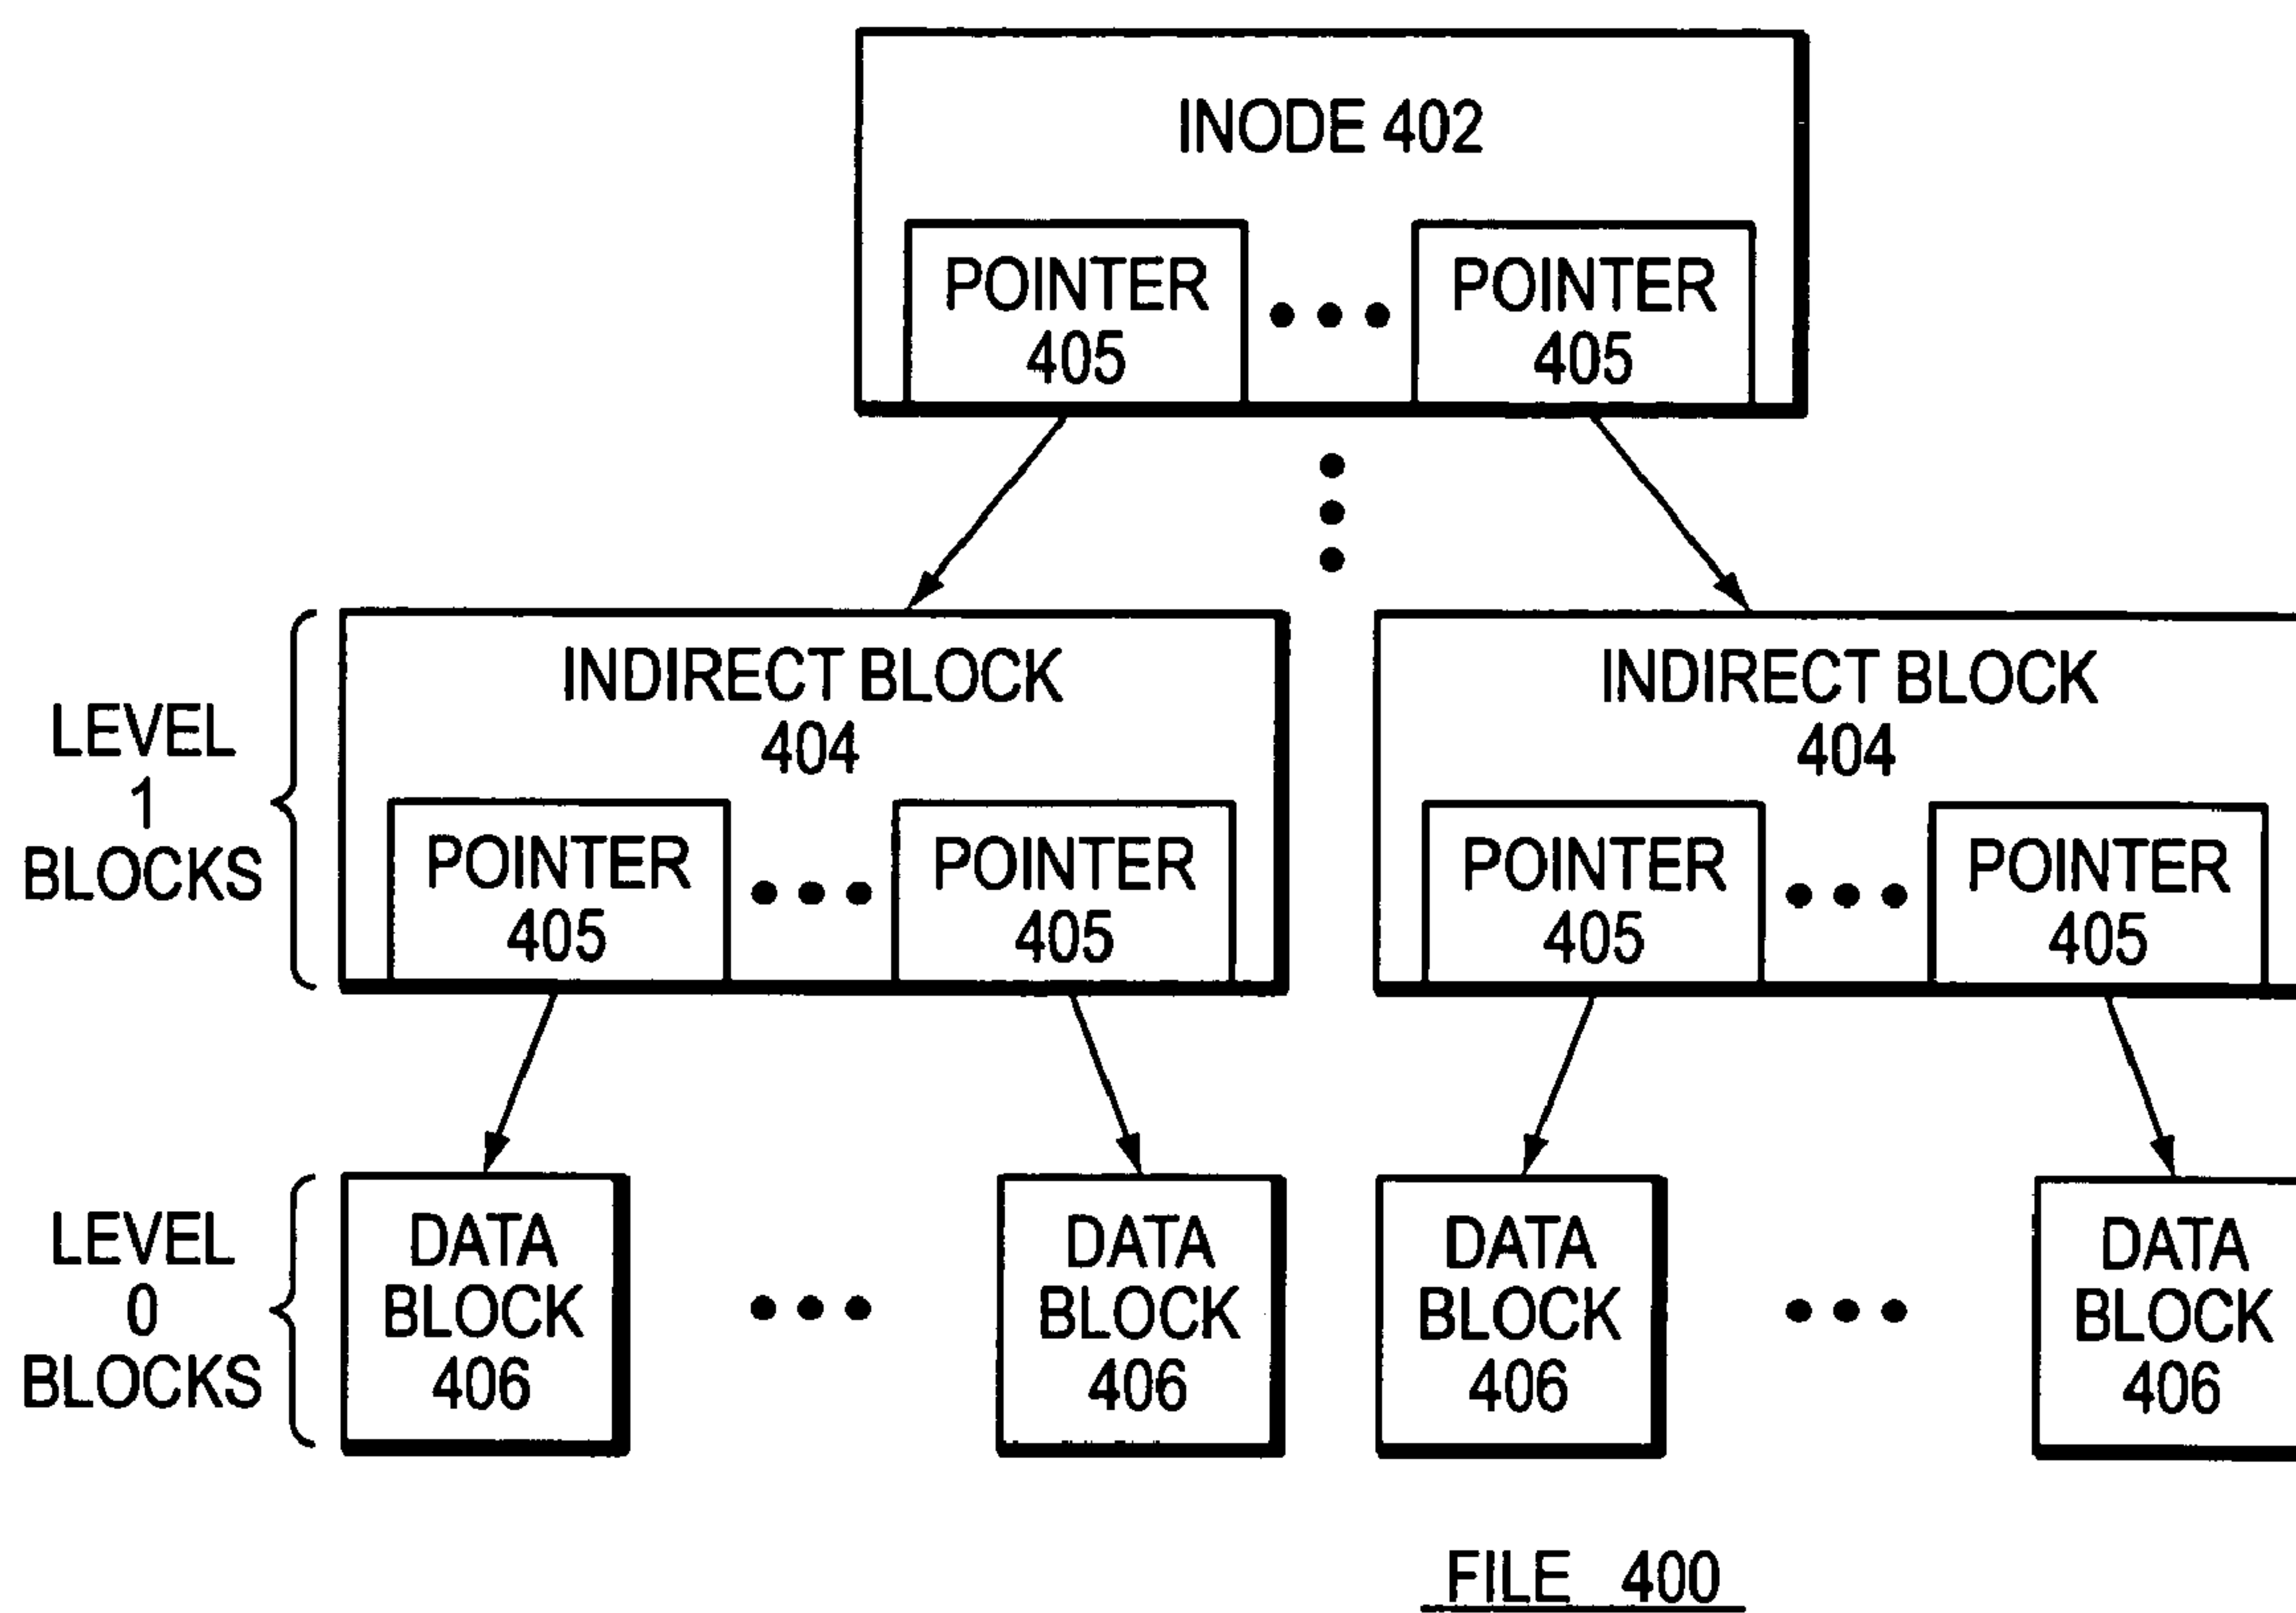 INODE 402
POINTER
405
POINTER
405
LEVEL
1
BLOCKS
INDIRECT BLOCK
404
POINTER
405
POINTER
405
INDIRECT BLOCK
404
POINTER
405
POINTER
405
LEVEL
0
BLOCKS
DATA
BLOCK
406
DATA
BLOCK
406
DATA
BLOCK
406
DATA
BLOCK
406
FILE 400